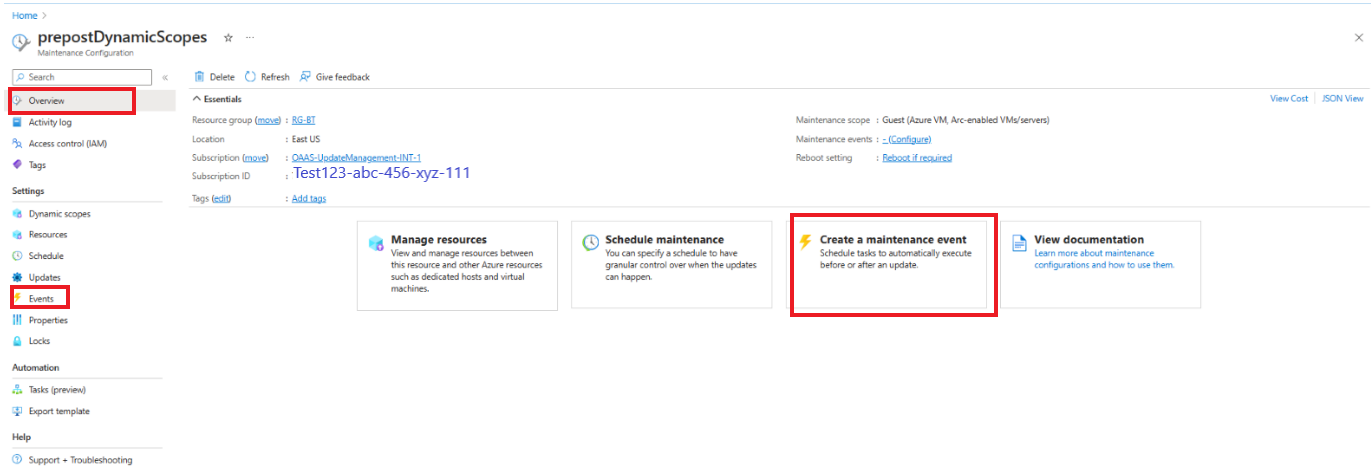 Home >
prepostDynamicScopes ☆ ...
Maintenance Configuration
Search
«
Overview
Activity log
Access control (IAM)
Tags
Settings
Dynamic scopes
Resources
Schedule
Updates
Events
Properties
Locks
Automation
Tasks (preview)
Export template
Help
Support + Troubleshooting
Delete Refresh Give feedback
Essentials
View Cost JSON View
Resource group (move) : RG-BT
Location : East US
Subscription (move) : OAAS-UpdateManagement-INT-1
Subscription ID : Test123-abc-456-xyz-111
Tags (edit) : Add tags
Maintenance scope : Guest (Azure VM, Arc-enabled VMs/servers)
Maintenance events : - (Configure)
Reboot setting : Reboot if required
Manage resources
View and manage resources between
this resource and other Azure resources
such as dedicated hosts and virtual
machines.
Schedule maintenance
You can specify a schedule to have
granular control over when the updates
can happen.
Create a maintenance event
Schedule tasks to automatically execute
before or after an update.
View documentation
Learn more about maintenance
configurations and how to use them.